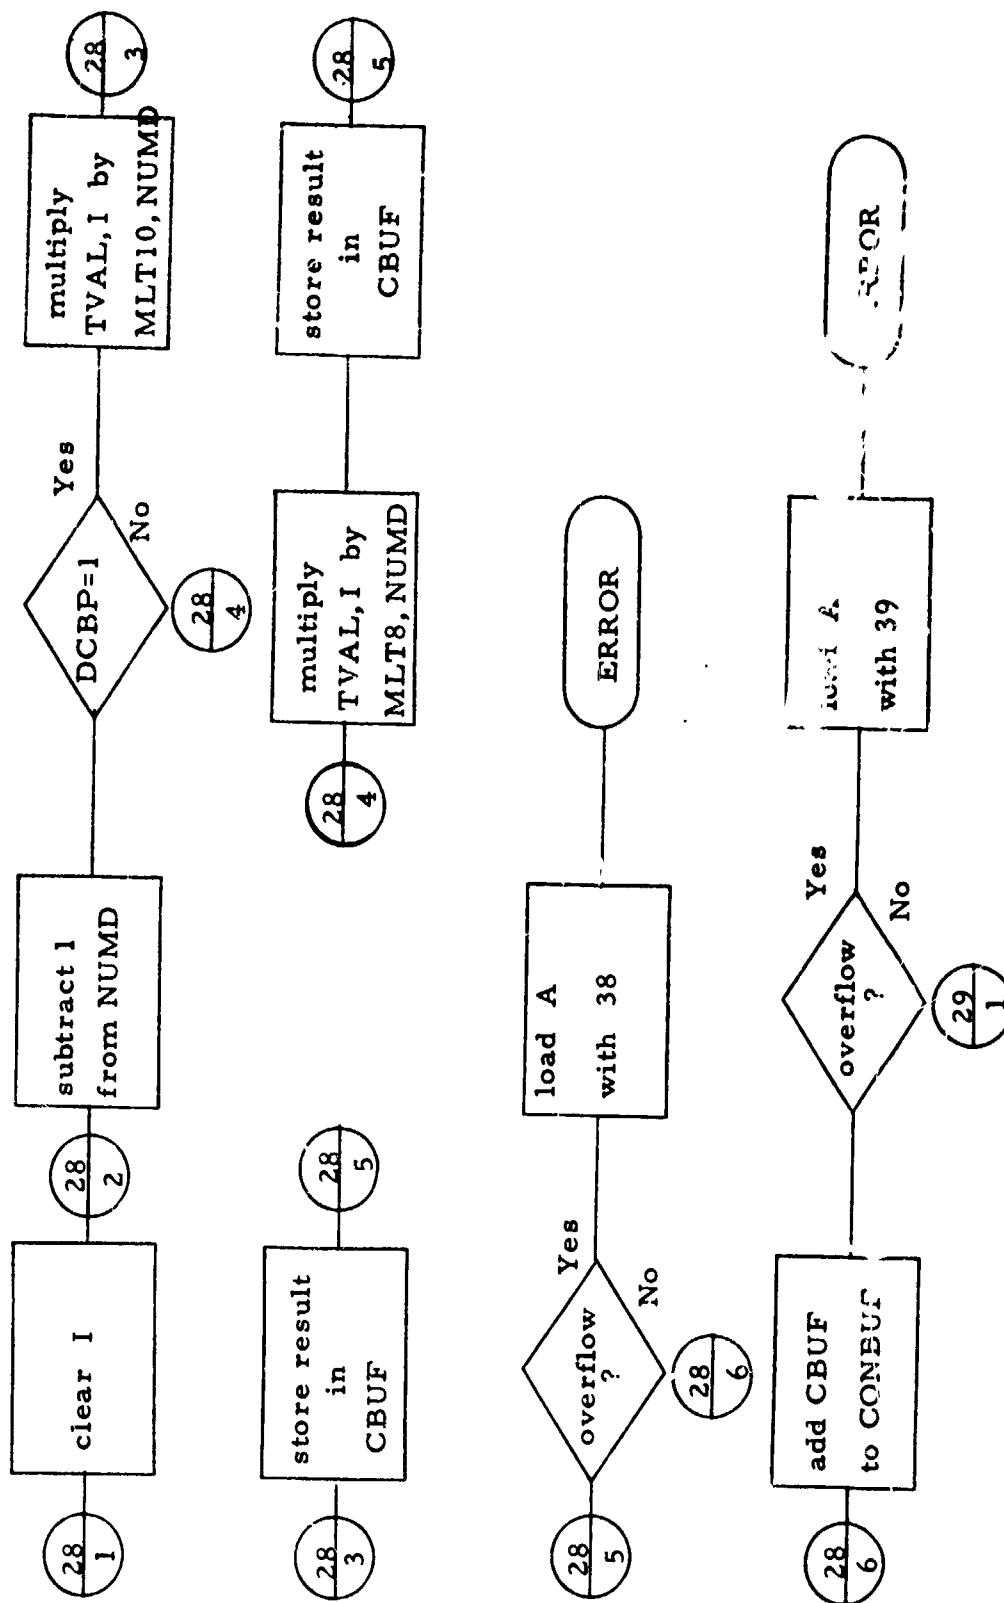 28
1
clear I
28
2
subtract 1
from NUMD
DCBP=1
Yes
No
28
4
multiply
TVAL, I by
MLT10, NUMD
28
3
28
3
store result
in
CBUF
28
5
28
4
multiply
TVAL, I by
MLT8, NUMD
store result
in
CBUF
28
5
28
5
overflow
?
Yes
No
28
6
load A
with 38
ERROR
28
6
add CBUF
to CONBUF
overflow
?
Yes
No
29
1
load A
with 39